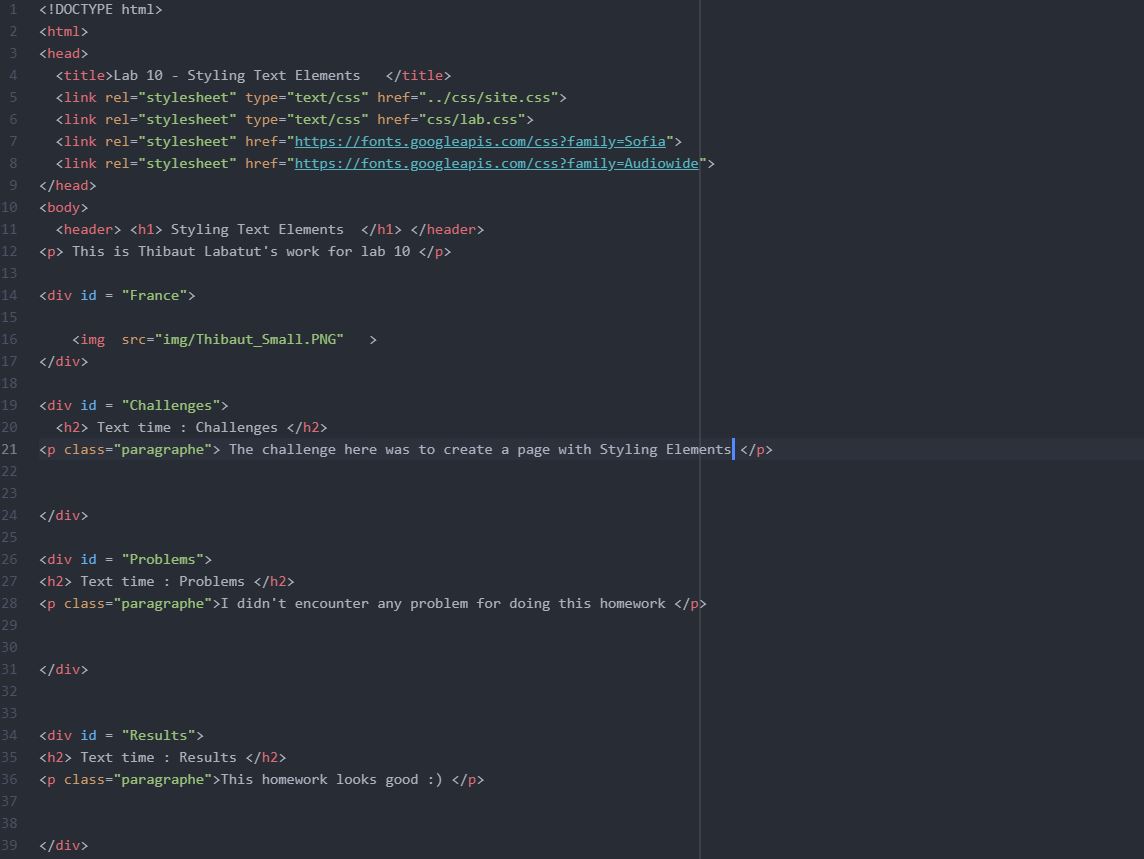 1 <!DOCTYPE html>
2 <html>
3 <head>
4   <title>Lab 10 - Styling Text Elements   </title>
5   <link rel="stylesheet" type="text/css" href="../css/site.css">
6   <link rel="stylesheet" type="text/css" href="css/lab.css">
7   <link rel="stylesheet" href="https://fonts.googleapis.com/css?family=Sofia">
8   <link rel="stylesheet" href="https://fonts.googleapis.com/css?family=Audiowide">
9 </head>
10 <body>
11   <header> <h1> Styling Text Elements  </h1> </header>
12 <p> This is Thibaut Labatut's work for lab 10 </p>
13
14 <div id = "France">
15
16     <img  src="img/Thibaut_Small.PNG"   >
17 </div>
18
19 <div id = "Challenges">
20   <h2> Text time : Challenges </h2>
21 <p class="paragraphe"> The challenge here was to create a page with Styling Elements </p>
22
23
24 </div>
25
26 <div id = "Problems">
27 <h2> Text time : Problems </h2>
28 <p class="paragraphe">I didn't encounter any problem for doing this homework </p>
29
30
31 </div>
32
33
34 <div id = "Results">
35 <h2> Text time : Results </h2>
36 <p class="paragraphe">This homework looks good :) </p>
37
38
39 </div>